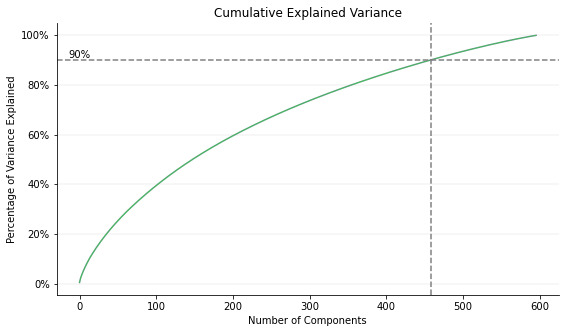 Cumulative Explained Variance
100%
90%
80%
60%
40%
20%
0%
Percentage of Variance Explained
0 100 200 300 400 500 600
Number of Components